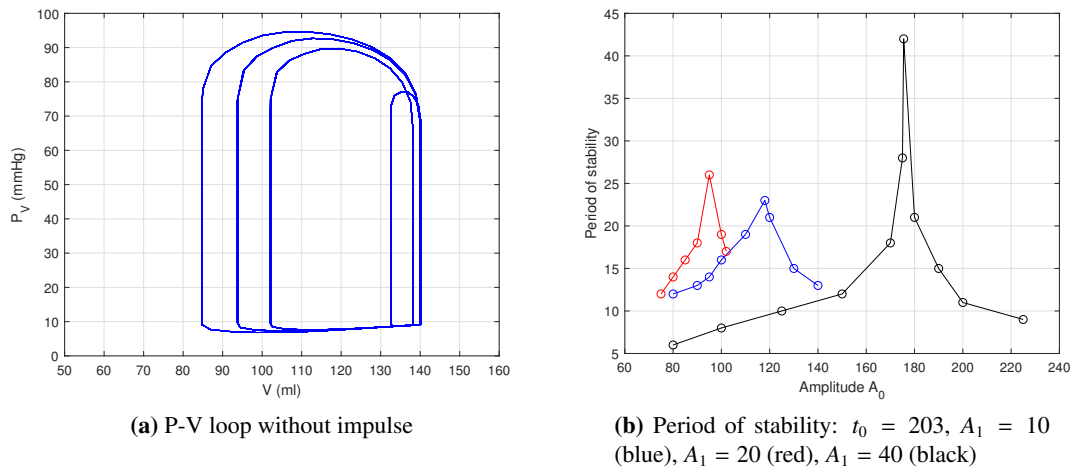 100
90
80
70
60
50
40
30
20
10
0
P_V (mmHg)
50 60 70 80 90 100 110 120 130 140 150 160
V (ml)
(a) P-V loop without impulse
45
40
35
30
25
20
15
10
5
Period of stability
60 80 100 120 140 160 180 200 220 240
Amplitude A_0
(b) Period of stability: t_0 = 203, A_1 = 10
(blue), A_1 = 20 (red), A_1 = 40 (black)